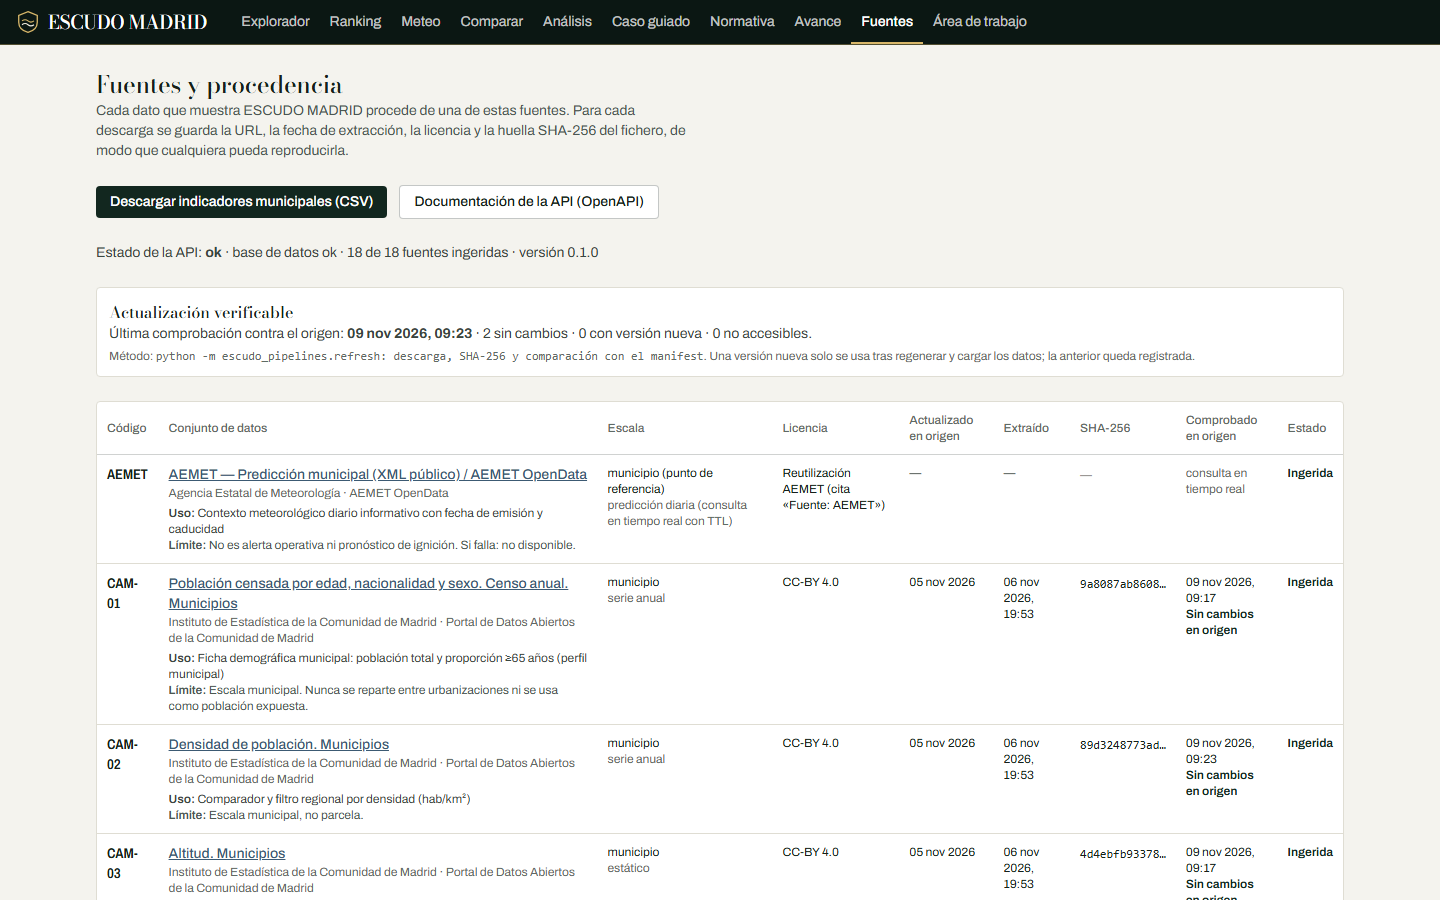 ESCUDO MADRID
Explorador Ranking Meteo Comparar Análisis Caso guiado Normativa Avance Fuentes Área de trabajo
Fuentes y procedencia
Cada dato que muestra ESCUDO MADRID procede de una de estas fuentes. Para cada
descarga se guarda la URL, la fecha de extracción, la licencia y la huella SHA-256 del fichero, de
modo que cualquiera pueda reproducirla.
Descargar indicadores municipales (CSV)
Documentación de la API (OpenAPI)
Estado de la API: ok · base de datos ok · 18 de 18 fuentes ingeridas · versión 0.1.0
Actualización verificable
Última comprobación contra el origen: 09 nov 2026, 09:23 · 2 sin cambios · 0 con versión nueva · 0 no accesibles.
Método: python -m escudo_pipelines.refresh: descarga, SHA-256 y comparación con el manifest. Una versión nueva solo se usa tras regenerar y cargar los datos; la anterior queda registrada.
Código
Conjunto de datos
Escala
Licencia
Actualizado
en origen
Extraído
SHA-256
Comprobado
en origen
Estado
AEMET
AEMET — Predicción municipal (XML público) / AEMET OpenData
Agencia Estatal de Meteorología · AEMET OpenData
Uso: Contexto meteorológico diario informativo con fecha de emisión y
caducidad
Límite: No es alerta operativa ni pronóstico de ignición. Si falla: no disponible.
municipio (punto de
referencia)
predicción diaria (consulta
en tiempo real con TTL)
Reutilización
AEMET (cita
«Fuente: AEMET»)
—
—
—
consulta en
tiempo real
Ingerida
CAM-
01
Población censada por edad, nacionalidad y sexo. Censo anual.
Municipios
Instituto de Estadística de la Comunidad de Madrid · Portal de Datos Abiertos
de la Comunidad de Madrid
Uso: Ficha demográfica municipal: población total y proporción ≥65 años (perfil
municipal)
Límite: Escala municipal. Nunca se reparte entre urbanizaciones ni se usa
como población expuesta.
municipio
serie anual
CC-BY 4.0
05 nov 2026
06 nov
2026,
19:53
9a8087ab8608…
09 nov 2026,
09:17
Sin cambios
en origen
Ingerida
CAM-
02
Densidad de población. Municipios
Instituto de Estadística de la Comunidad de Madrid · Portal de Datos Abiertos
de la Comunidad de Madrid
Uso: Comparador y filtro regional por densidad (hab/km²)
Límite: Escala municipal, no parcela.
municipio
serie anual
CC-BY 4.0
05 nov 2026
06 nov
2026,
19:53
89d3248773ad…
09 nov 2026,
09:23
Sin cambios
en origen
Ingerida
CAM-
03
Altitud. Municipios
Instituto de Estadística de la Comunidad de Madrid · Portal de Datos Abiertos
de la Comunidad de Madrid
municipio
estático
CC-BY 4.0
05 nov 2026
06 nov
2026,
19:53
4d4ebfb93378…
09 nov 2026,
09:17
Sin cambios
en origen
Ingerida